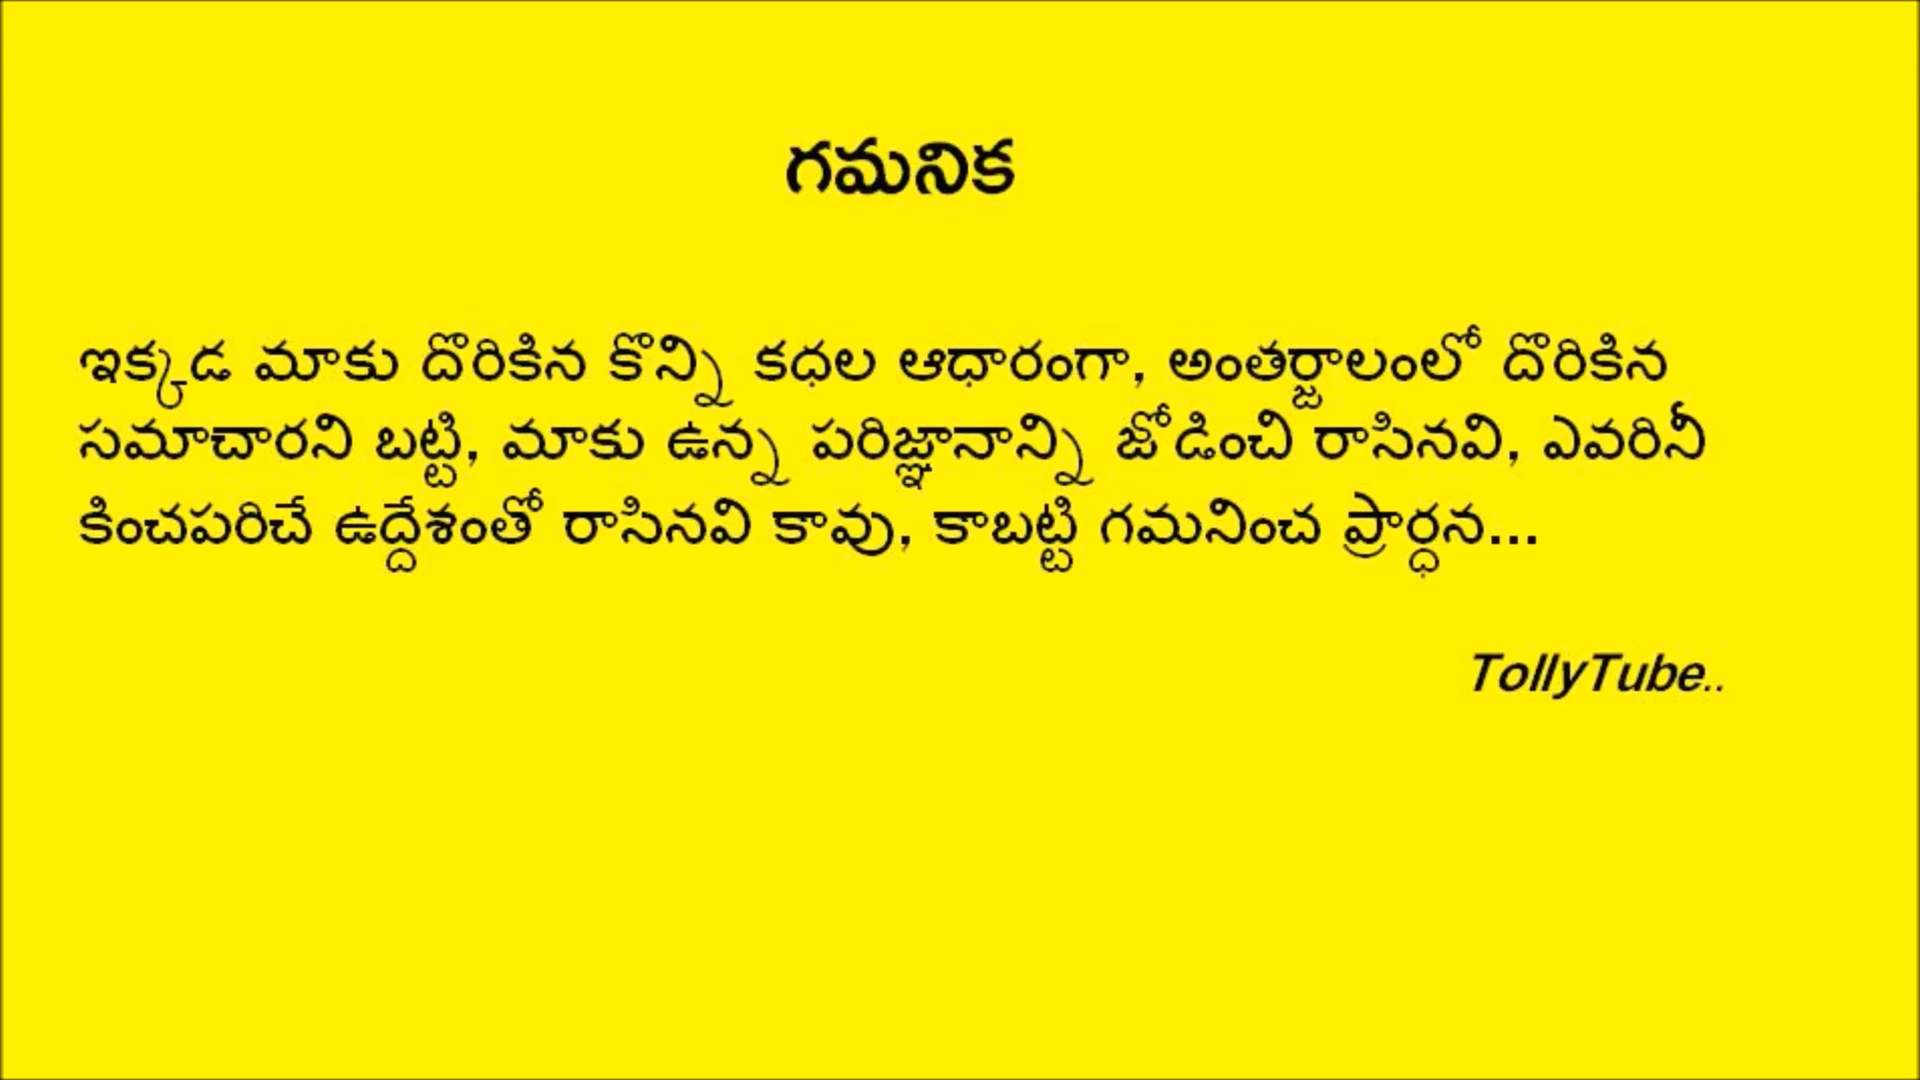 గమనిక
ఇక్కడ మాకు దొరికిన కొన్ని కధల ఆధారంగా, అంతర్జాలంలో దొరికిన
సమాచారని బట్టి, మాకు ఉన్న పరిజ్ఞానాన్ని జోడించి రాసినవి, ఎవరినీ
కించపరిచే ఉద్దేశంతో రాసినవి కావు, కాబట్టి గమనించ ప్రార్ధన...
TollyTube..